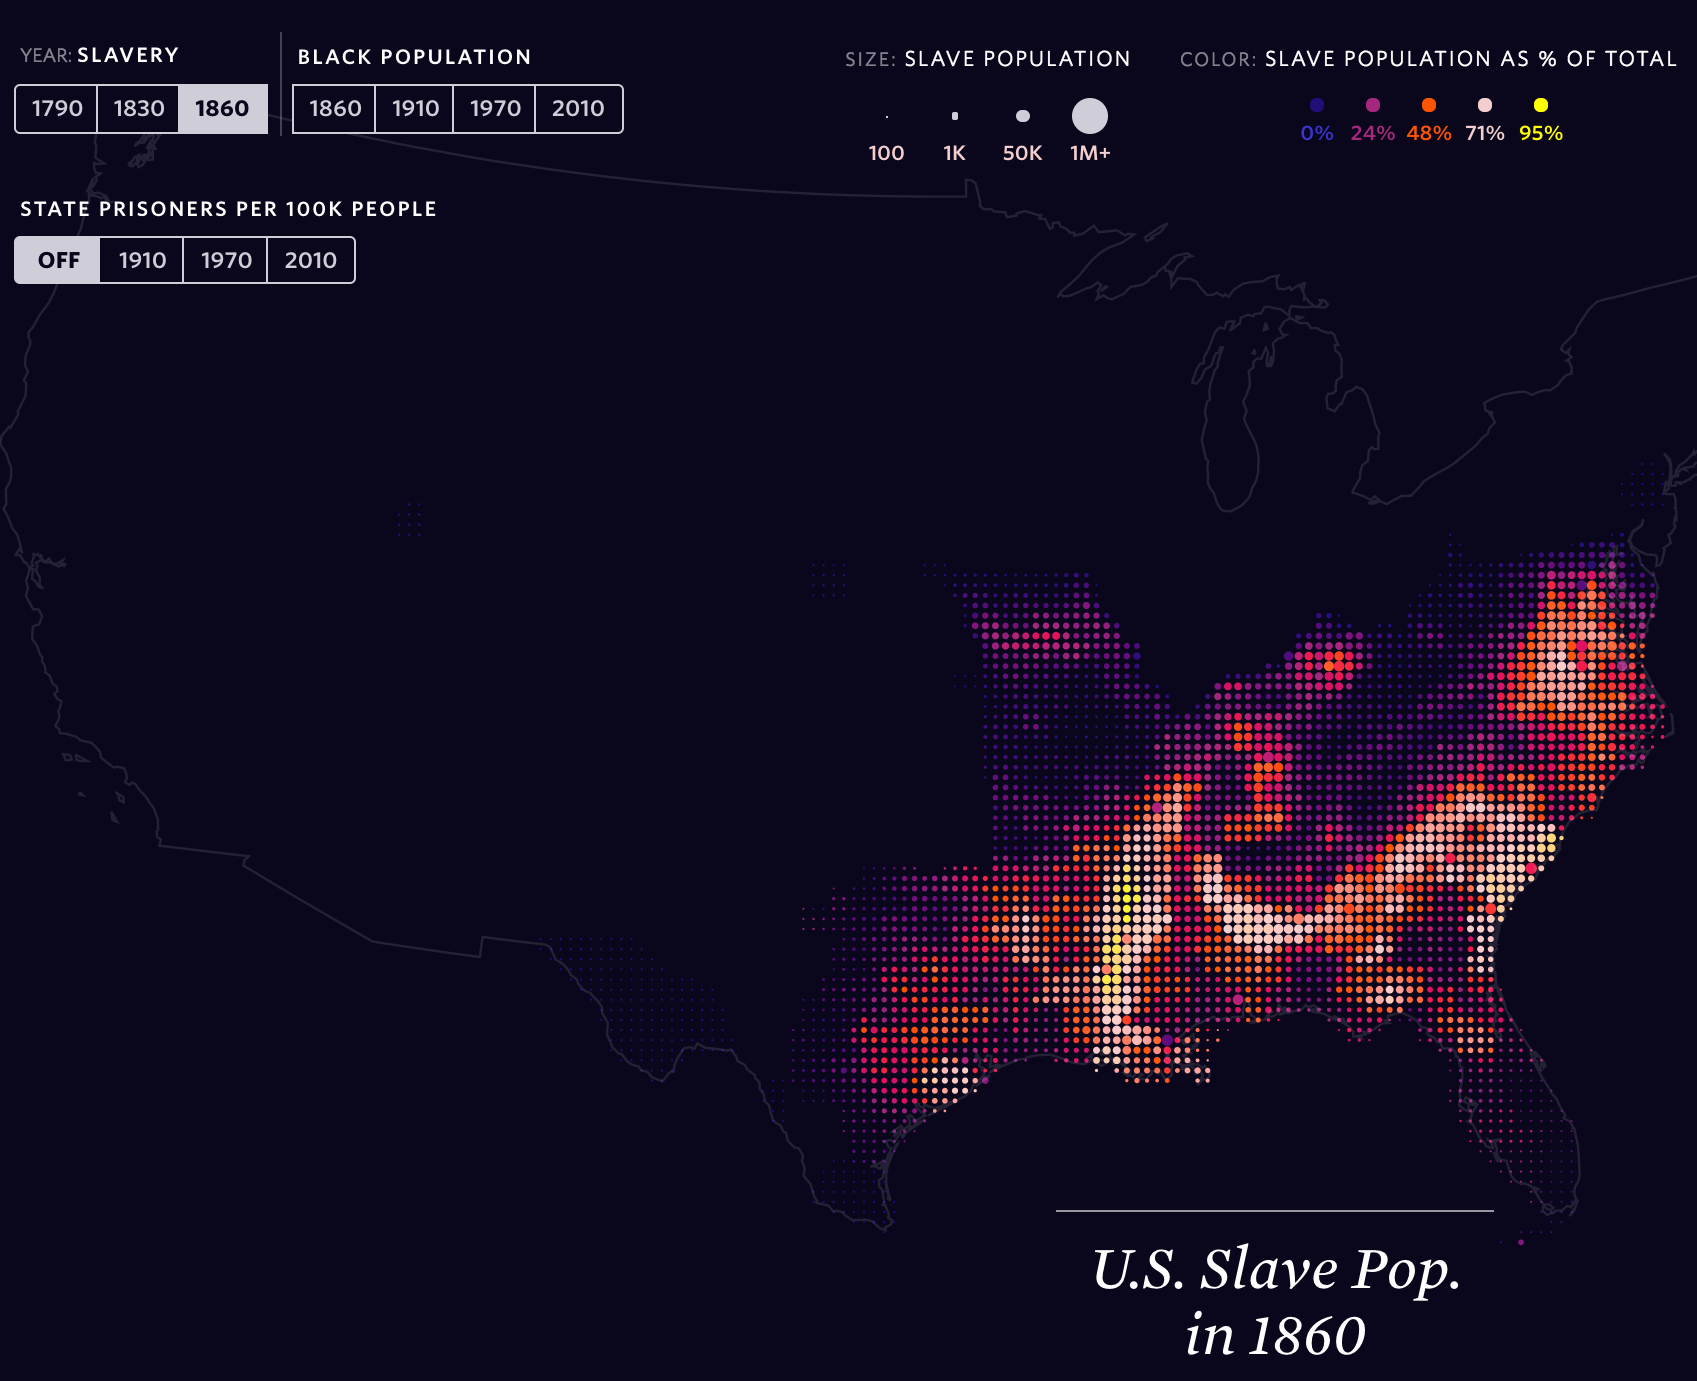 YEAR: SLAVERY
BLACK POPULATION
1790 1830 1860
1860 1910 1970 2010
STATE PRISONERS PER 100K PEOPLE
OFF 1910 1970 2010
SIZE: SLAVE POPULATION
100 1K 50K 1M+
COLOR: SLAVE POPULATION AS % OF TOTAL
0% 24% 48% 71% 95%
U.S. Slave Pop.
in 1860